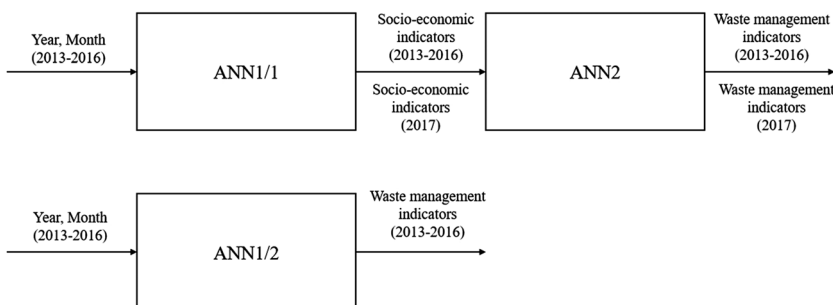 Year, Month
(2013-2016)
ANN1/1
Socio-economic
indicators
(2013-2016)
Socio-economic
indicators
(2017)
ANN2
Waste management
indicators
(2013-2016)
Waste management
indicators
(2017)
Year, Month
(2013-2016)
ANN1/2
Waste management
indicators
(2013-2016)